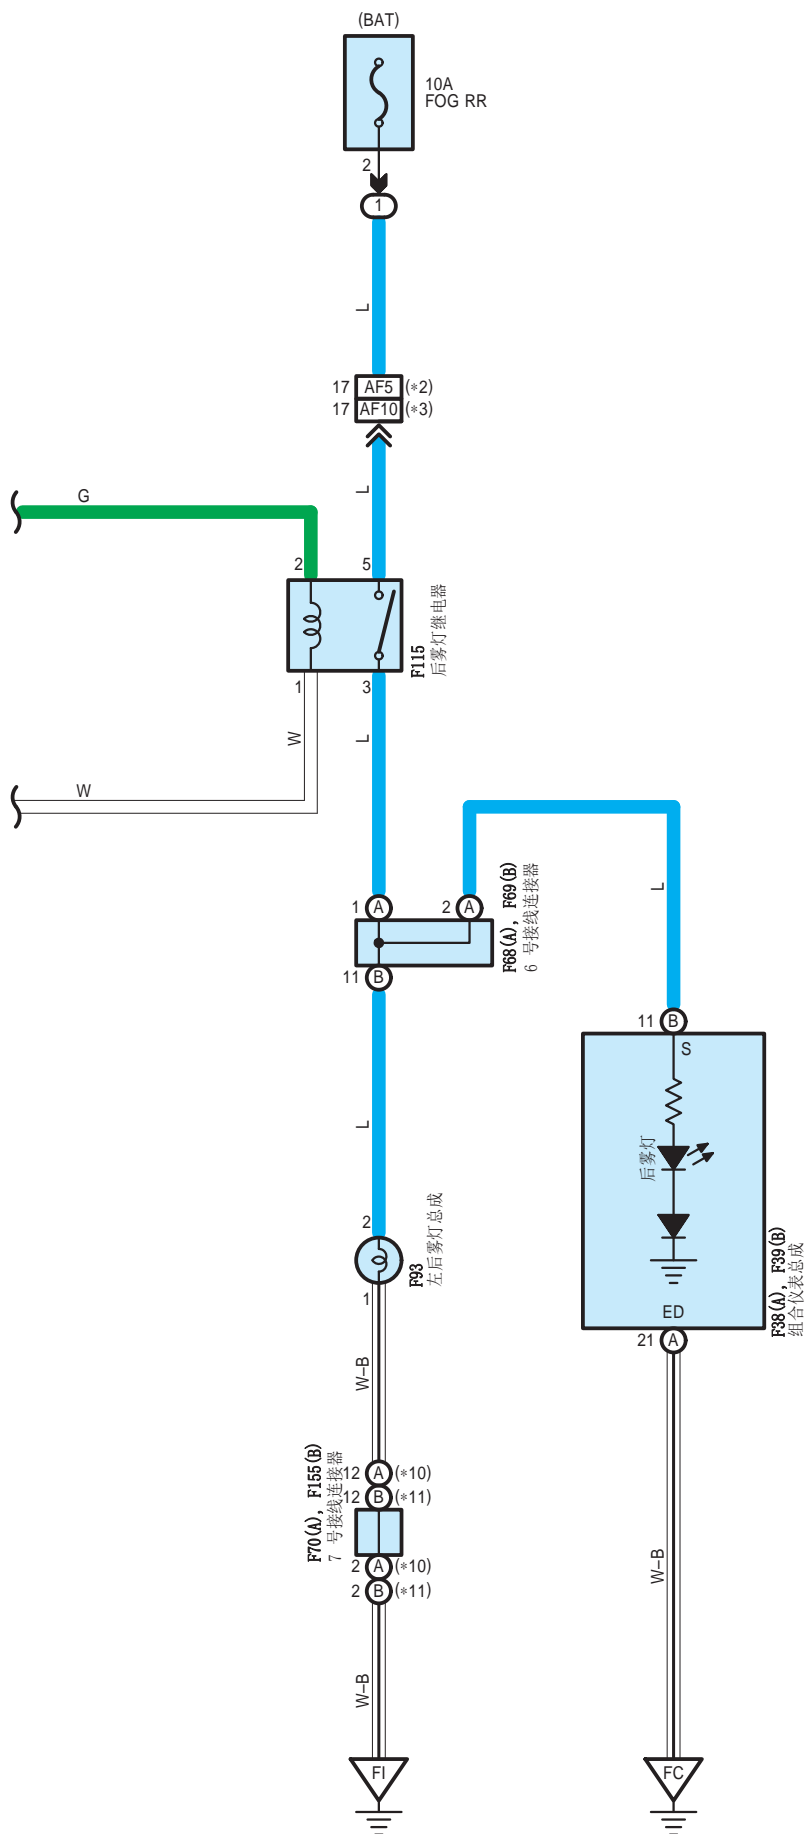 (BAT)
10A
FOG RR
2
1
L
17 AF5 (*2)
17 AF10 (*3)
L
G
2 5
F115
后雾灯继电器
1 3
W
L
W
1 A
2 A
F68(A), F69(B)
6 号接线连接器
L
11 B
11 B
S
L
后雾灯
2
F93
左后雾灯总成
1
ED
F38(A), F39(B)
组合仪表总成
21 A
W-B
F70(A), F155(B)
7 号接线连接器
12 A (*10)
12 B (*11)
2 A (*10)
2 B (*11)
W-B
W-B
FI
FC